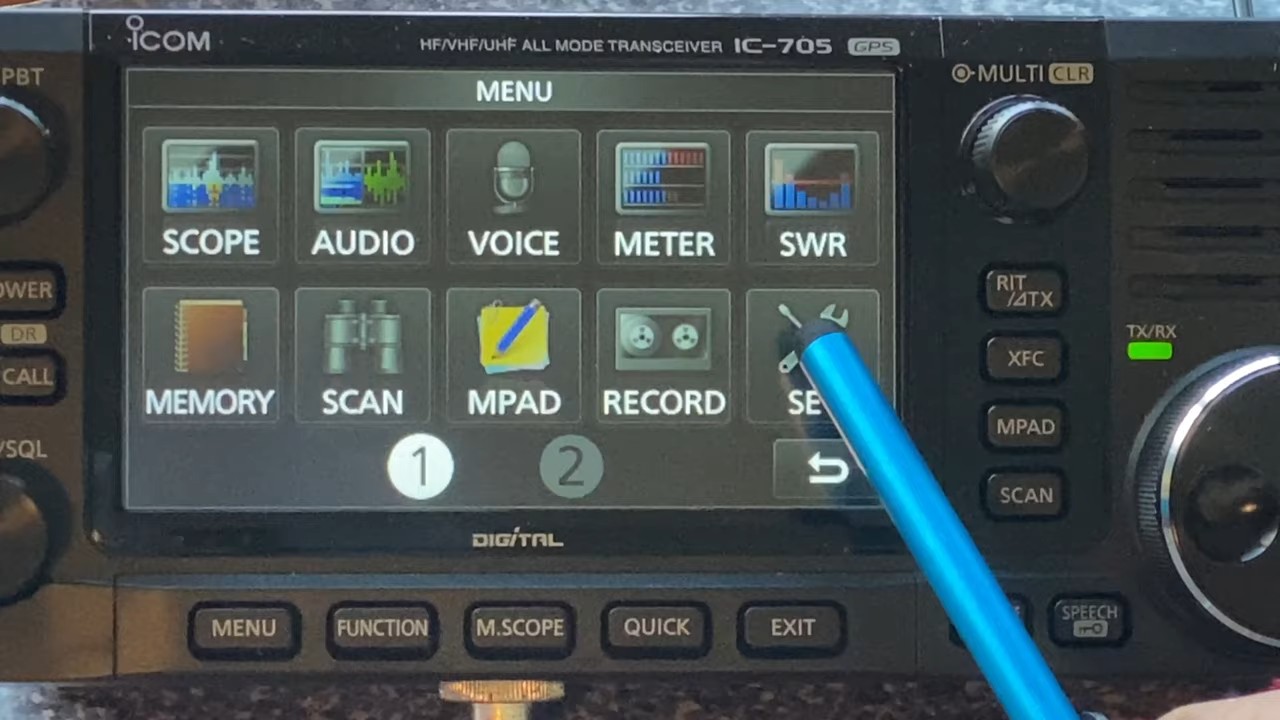 ICOM
HF/VHF/UHF ALL MODE TRANSCEIVER IC-705 GPS
PBT
MENU
MULTI CLR
SCOPE AUDIO VOICE METER SWR
OWER
RIT
/⊿TX
DR
TX/RX
CALL
XFC
MEMORY SCAN MPAD RECORD SE
MPAD
/SQL
1 2
SCAN
DIGITAL
MENU FUNCTION M.SCOPE QUICK EXIT
SPEECH